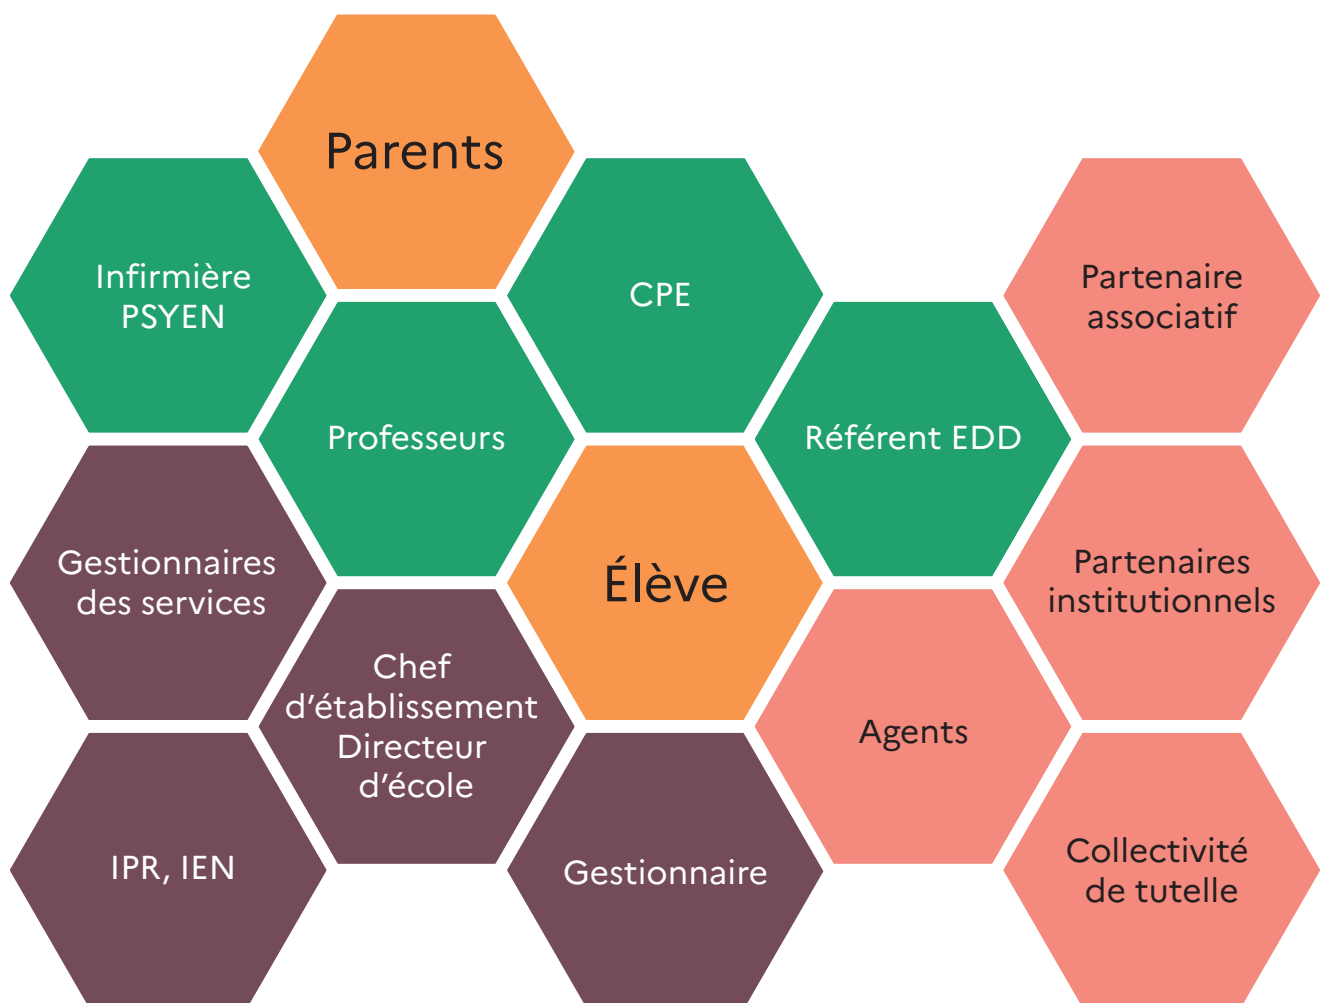 Parents
Infirmière
PSYEN
CPE
Partenaire
associatif
Professeurs
Référent EDD
Gestionnaires
des services
Élève
Partenaires
institutionnels
Chef
d’établissement
Directeur
d’école
Agents
IPR, IEN
Gestionnaire
Collectivité
de tutelle